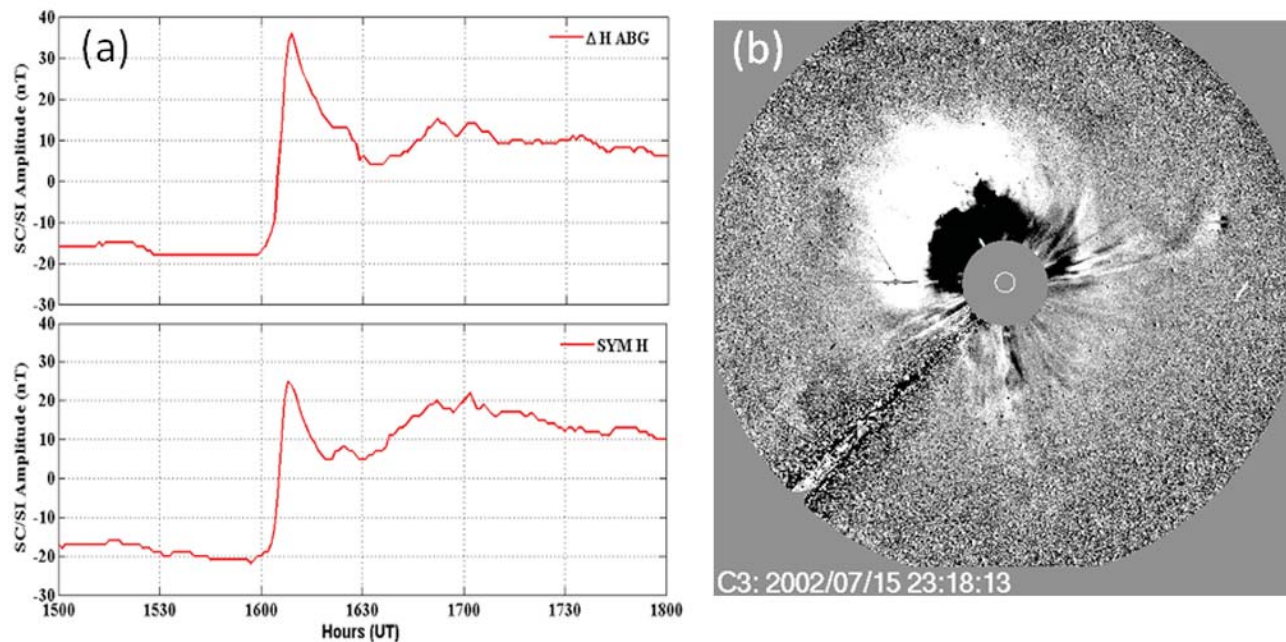 (a)
Δ H ABG
SC/SI Amplitude (nT)
40
30
20
10
0
-10
-20
-30
SYM H
SC/SI Amplitude (nT)
40
30
20
10
0
-10
-20
-30
1500 1530 1600 1630 1700 1730 1800
Hours (UT)
(b)
C3: 2002/07/15 23:18:13